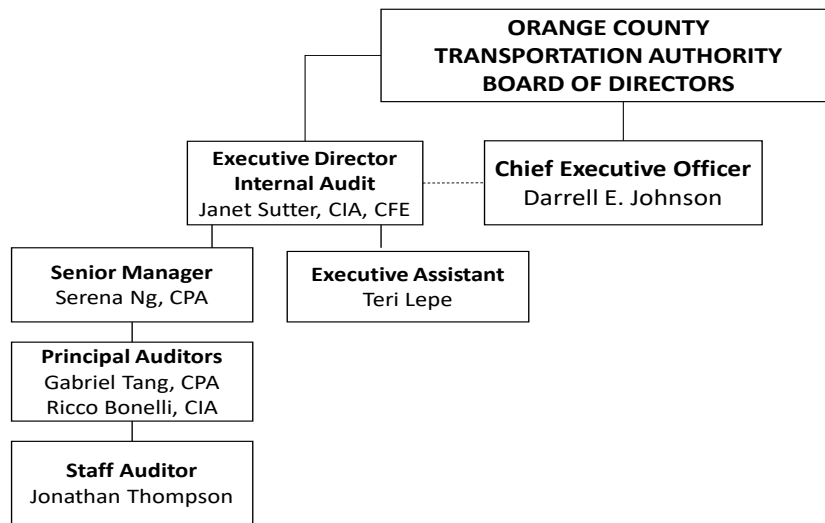 ORANGE COUNTY
TRANSPORTATION AUTHORITY
BOARD OF DIRECTORS
Executive Director
Internal Audit
Janet Sutter, CIA, CFE
Chief Executive Officer
Darrell E. Johnson
Senior Manager
Serena Ng, CPA
Executive Assistant
Teri Lepe
Principal Auditors
Gabriel Tang, CPA
Ricco Bonelli, CIA
Staff Auditor
Jonathan Thompson